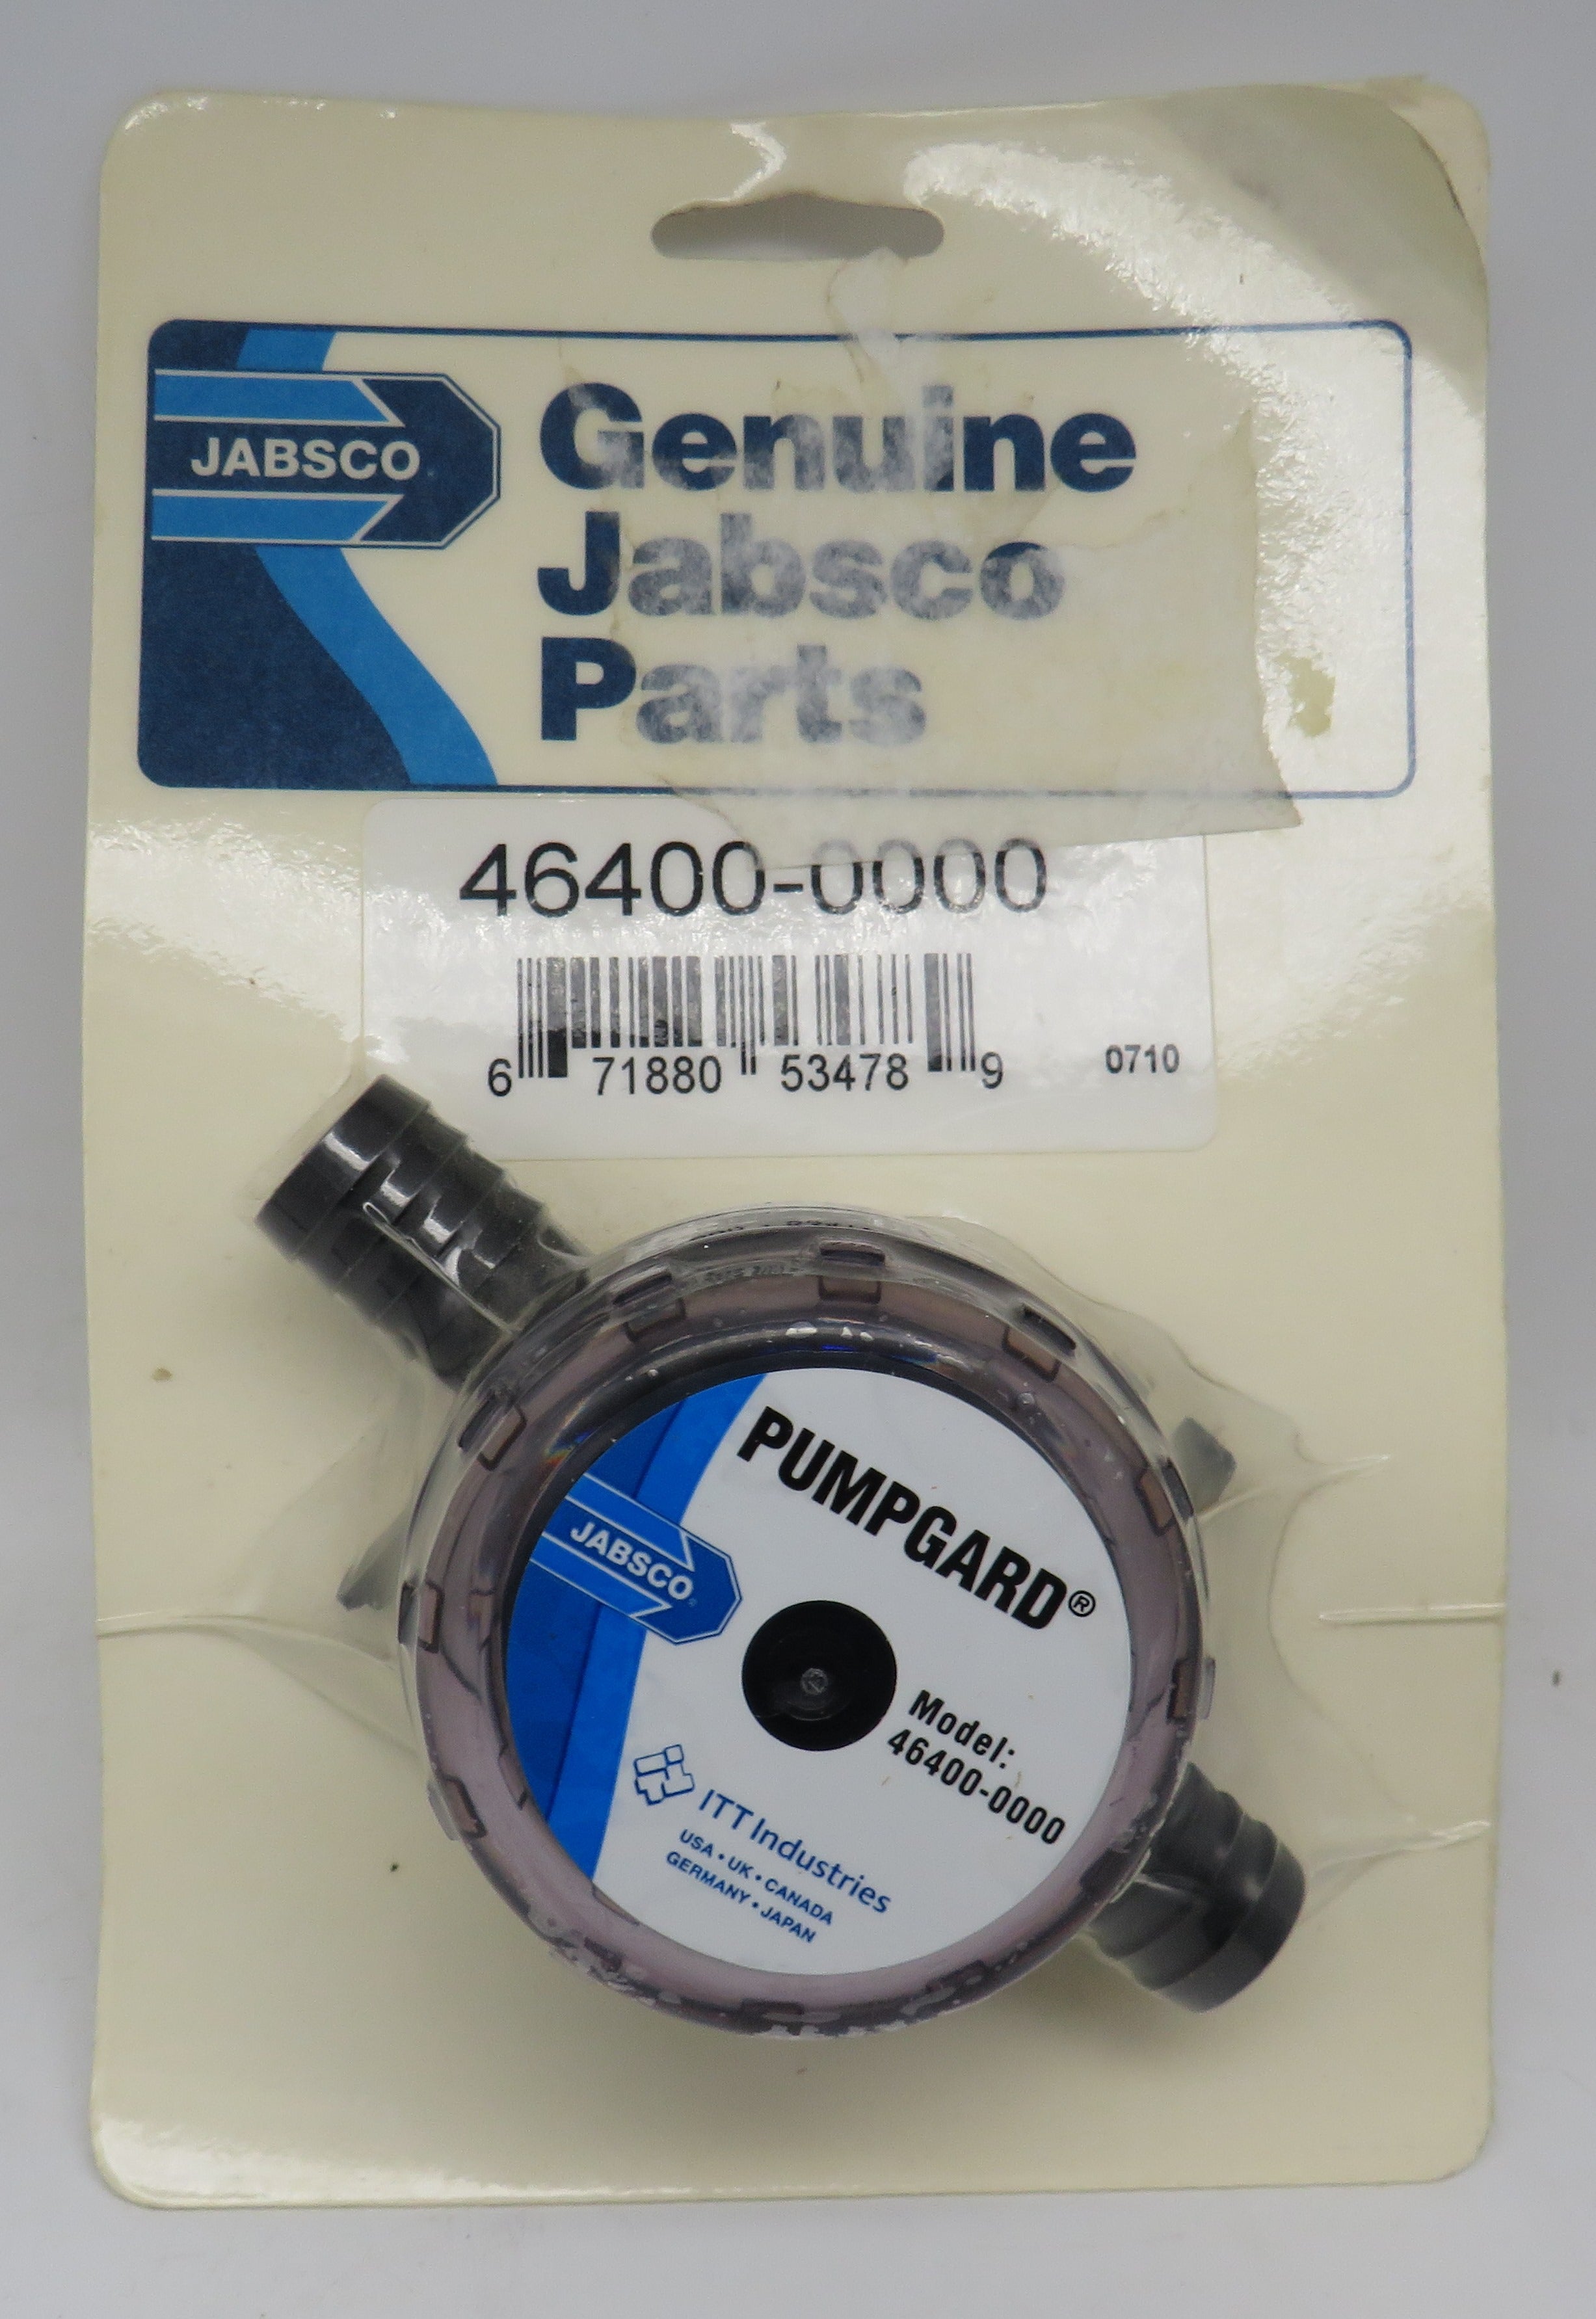 JABSCO
Genuine
Jabsco
Parts
46400-0000
6 71880 53478 9
0710
PUMPGARD®
JABSCO
Model:
46400-0000
ITT Industries
USA • UK • CANADA
GERMANY • JAPAN